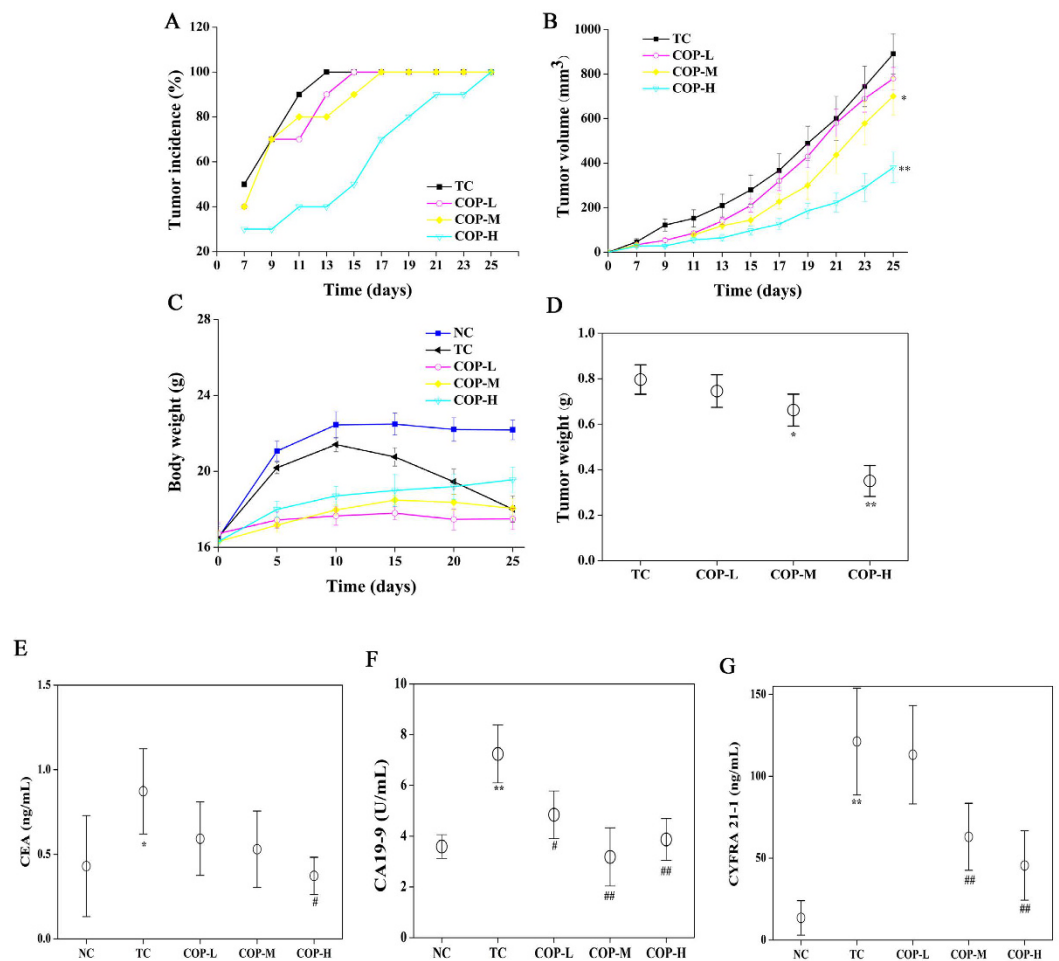 A
Tumor incidence (%)
120
100
80
60
40
20
TC
COP-L
COP-M
COP-H
0 7 9 11 13 15 17 19 21 23 25
Time (days)
B
Tumor volume (mm³)
1000
800
600
400
200
0
TC
COP-L
COP-M
COP-H
*
**
0 7 9 11 13 15 17 19 21 23 25
Time (days)
C
Body weight (g)
28
24
20
16
NC
TC
COP-L
COP-M
COP-H
0 5 10 15 20 25
Time (days)
D
Tumor weight (g)
1.0
0.8
0.6
0.4
0.2
0.0
*
**
TC COP-L COP-M COP-H
E
CEA (ng/mL)
1.5
1.0
0.5
0.0
*
#
NC TC COP-L COP-M COP-H
F
CA19-9 (U/mL)
10
8
6
4
2
0
**
#
##
##
NC TC COP-L COP-M COP-H
G
CYFRA 21-1 (ng/mL)
150
100
50
0
**
##
##
NC TC COP-L COP-M COP-H